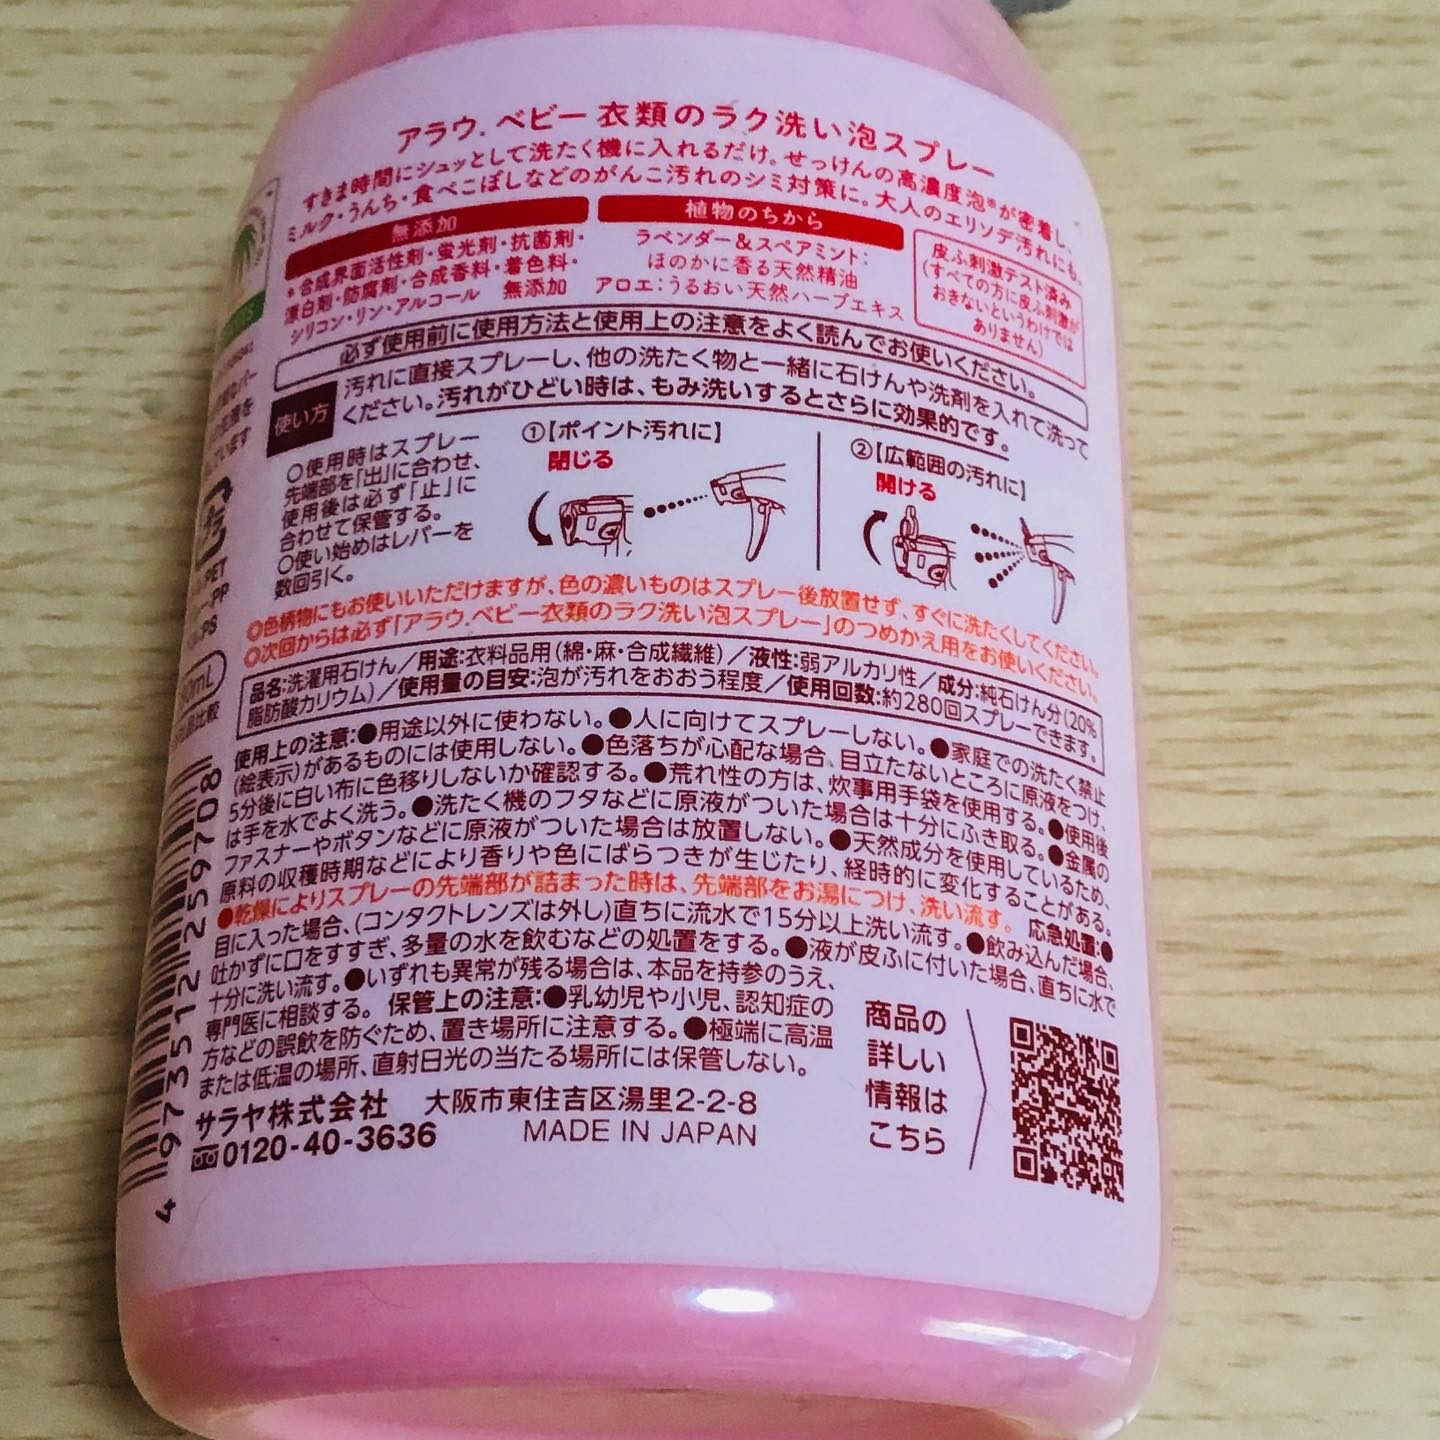 アラウ.ベビー 衣類のラク洗い泡スプレー
すきま時間にシュッとして洗たく機に入れるだけ。せっけんの高濃度泡※が密着し、
ミルク・うんち・食べこぼしなどのがんこ汚れのシミ対策に。大人のエリソデ汚れにも。
無添加
*合成界面活性剤・蛍光剤・抗菌剤・
漂白剤・防腐剤・合成香料・着色料・
シリコン・リン・アルコール 無添加
植物のちから
ラベンダー&スペアミント:
ほのかに香る天然精油
アロエ:うるおい天然ハーブエキス
皮ふ刺激テスト済み
(すべての方に皮ふ刺激が
おきないというわけでは
ありません)
必ず使用前に使用方法と使用上の注意をよく読んでお使いください。
使い方
汚れに直接スプレーし、他の洗たく物と一緒に石けんや洗剤を入れて洗って
ください。汚れがひどい時は、もみ洗いするとさらに効果的です。
○使用時はスプレー
先端部を「出」に合わせ、
使用後は必ず「止」に
合わせて保管する。
○使い始めはレバーを
数回引く。
①【ポイント汚れに】
閉じる
②【広範囲の汚れに】
開ける
◎色柄物にもお使いいただけますが、色の濃いものはスプレー後放置せず、すぐに洗たくしてください。
◎次回からは必ず「アラウ.ベビー衣類のラク洗い泡スプレー」のつめかえ用をお使いください。
品名:洗濯用石けん/用途:衣料品用(綿・麻・合成繊維)/液性:弱アルカリ性/成分:純石けん分(20%
脂肪酸カリウム)/使用量の目安:泡が汚れをおおう程度/使用回数:約280回スプレーできます。
使用上の注意:●用途以外に使わない。●人に向けてスプレーしない。●家庭での洗たく禁止
(絵表示)があるものには使用しない。●色落ちが心配な場合、目立たないところに原液をつけ、
5分後に白い布に色移りしないか確認する。●荒れ性の方は、炊事用手袋を使用する。●使用後
は手を水でよく洗う。●洗たく機のフタなどに原液がついた場合は十分にふき取る。●金属の
ファスナーやボタンなどに原液がついた場合は放置しない。●天然成分を使用しているため、
原料の収穫時期などにより香りや色にばらつきが生じたり、経時的に変化することがある。
●乾燥によりスプレーの先端部が詰まった時は、先端部をお湯につけ、洗い流す。 応急処置:●
目に入った場合、(コンタクトレンズは外し)直ちに流水で15分以上洗い流す。●飲み込んだ場合、
吐かずに口をすすぎ、多量の水を飲むなどの処置をする。●液が皮ふに付いた場合、直ちに水で
十分に洗い流す。●いずれも異常が残る場合は、本品を持参のうえ、
専門医に相談する。 保管上の注意:●乳幼児や小児、認知症の
方などの誤飲を防ぐため、置き場所に注意する。●極端に高温
または低温の場所、直射日光の当たる場所には保管しない。
サラヤ株式会社 大阪市東住吉区湯里2-2-8
0120-40-3636 MADE IN JAPAN
商品の
詳しい
情報は
こちら
4 973512 259708